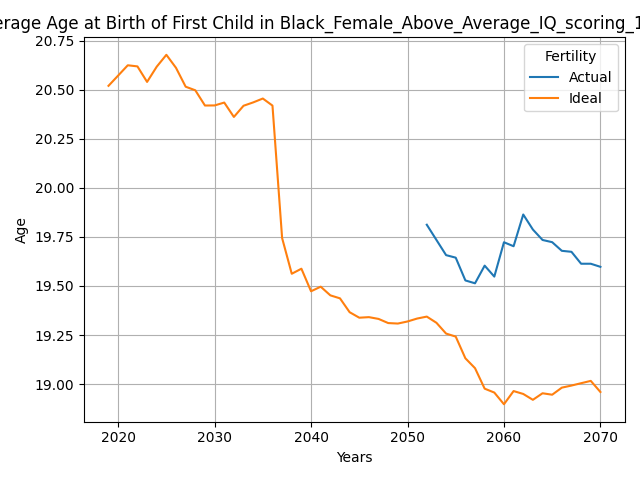 erage Age at Birth of First Child in Black_Female_Above_Average_IQ_scoring_1
20.75
20.50
20.25
20.00
19.75
19.50
19.25
19.00
Age
Fertility
Actual
Ideal
2020 2030 2040 2050 2060 2070
Years